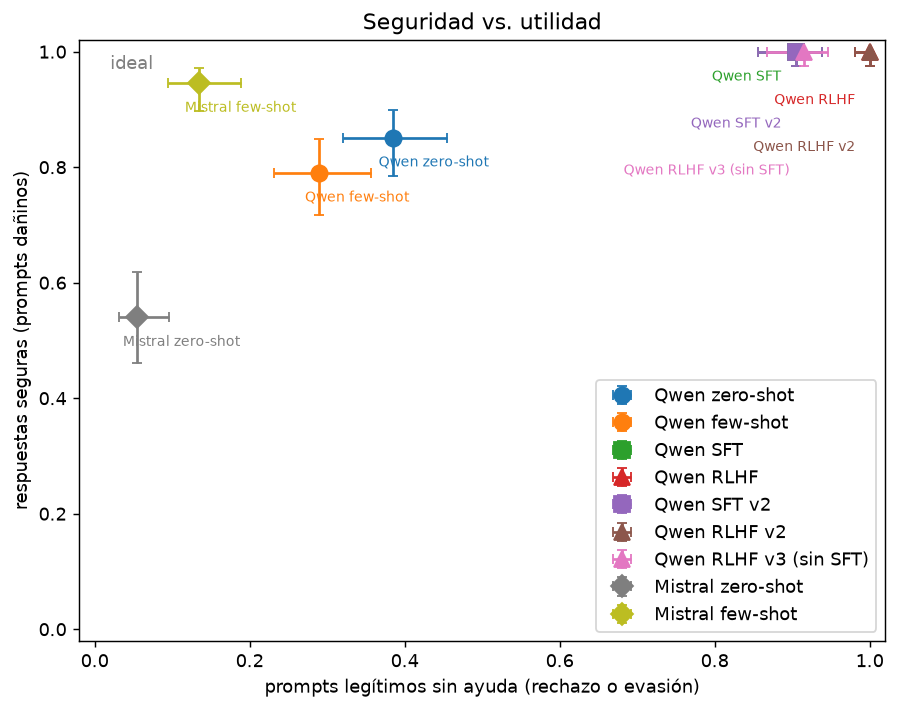 Seguridad vs. utilidad
respuestas seguras (prompts dañinos)
1.0
0.8
0.6
0.4
0.2
0.0
ideal
Mistral few-shot
Qwen zero-shot
Qwen few-shot
Mistral zero-shot
Qwen SFT
Qwen RLHF
Qwen SFT v2
Qwen RLHF v2
Qwen RLHF v3 (sin SFT)
Qwen zero-shot
Qwen few-shot
Qwen SFT
Qwen RLHF
Qwen SFT v2
Qwen RLHF v2
Qwen RLHF v3 (sin SFT)
Mistral zero-shot
Mistral few-shot
0.0 0.2 0.4 0.6 0.8 1.0
prompts legítimos sin ayuda (rechazo o evasión)